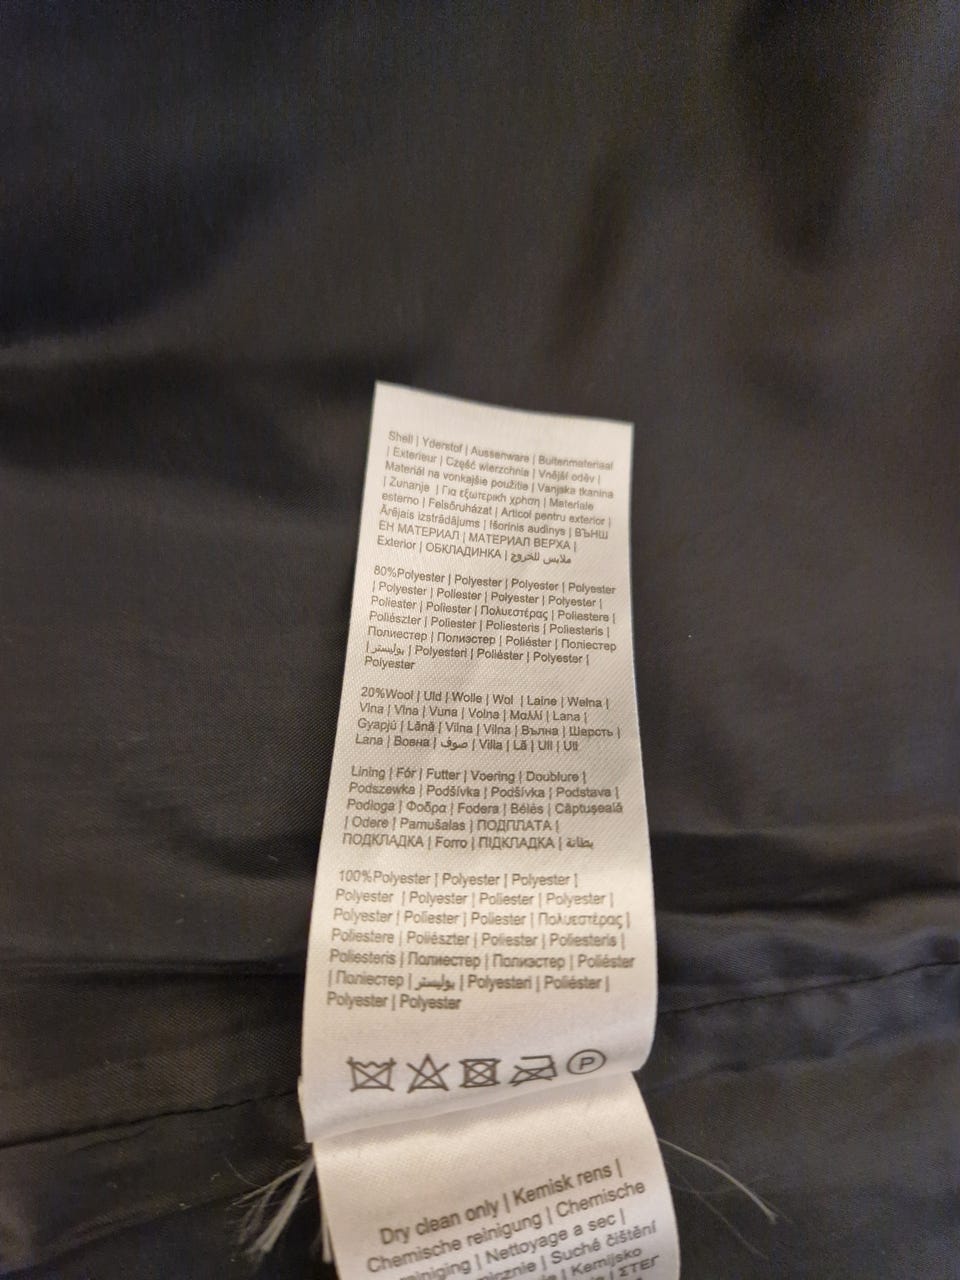 Shell | Yderstof | Aussenware | Buitenmateriaal
| Exterieur | Część wierzchnia | Vnější oděv |
Materiál na vonkajšie použitie | Vanjska tkanina
| Zunanje | Για εξωτερική χρήση | Materiale
esterno | Felsőruházat | Articol pentru exterior |
Ārējais izstrādājums | Išorinis audinys | ВЪНШ
ЕН МАТЕРИАЛ | МАТЕРИАЛ ВЕРХА |
Exterior | ОБКЛАДИНКА | ملابس للخروج
80%Polyester | Polyester | Polyester | Polyester
| Polyester | Poliester | Polyester | Polyester |
Poliester | Poliester | Πολυεστέρας | Poliestere |
Poliészter | Poliester | Poliesteris | Poliesteris |
Полиестер | Полиэстер | Poliéster | Поліестер
| بوليستر | Polyesteri | Poliéster | Polyester |
Polyester
20%Wool | Uld | Wolle | Wol | Laine | Wełna |
Vlna | Vlna | Vuna | Volna | Μαλλί | Lana |
Gyapjú | Lână | Vilna | Vilna | Вълна | Шерсть |
Lana | Вовна | صوف | Villa | Lã | Ull | Ull
Lining | Fór | Futter | Voering | Doublure |
Podszewka | Podšívka | Podšívka | Podstava |
Podloga | Φοδρα | Fodera | Bélés | Căptuşeală
| Odere | Pamušalas | ПОДПЛАТА |
ПОДКЛАДКА | Forro | ПІДКЛАДКА | بطانة
100%Polyester | Polyester | Polyester |
Polyester | Polyester | Poliester | Polyester |
Polyester | Poliester | Poliester | Πολυεστέρας |
Poliestere | Poliészter | Poliester | Poliesteris |
Poliesteris | Полиестер | Полиэстер | Poliéster
| Поліестер | بوليستر | Polyesteri | Poliéster |
Polyester | Polyester
P
Dry clean only | Kemisk rens |
Chemische reinigung | Chemische
reiniging | Nettoyage a sec |
| Suché čištění
| Kemijsko
| ΣΤΕΓ